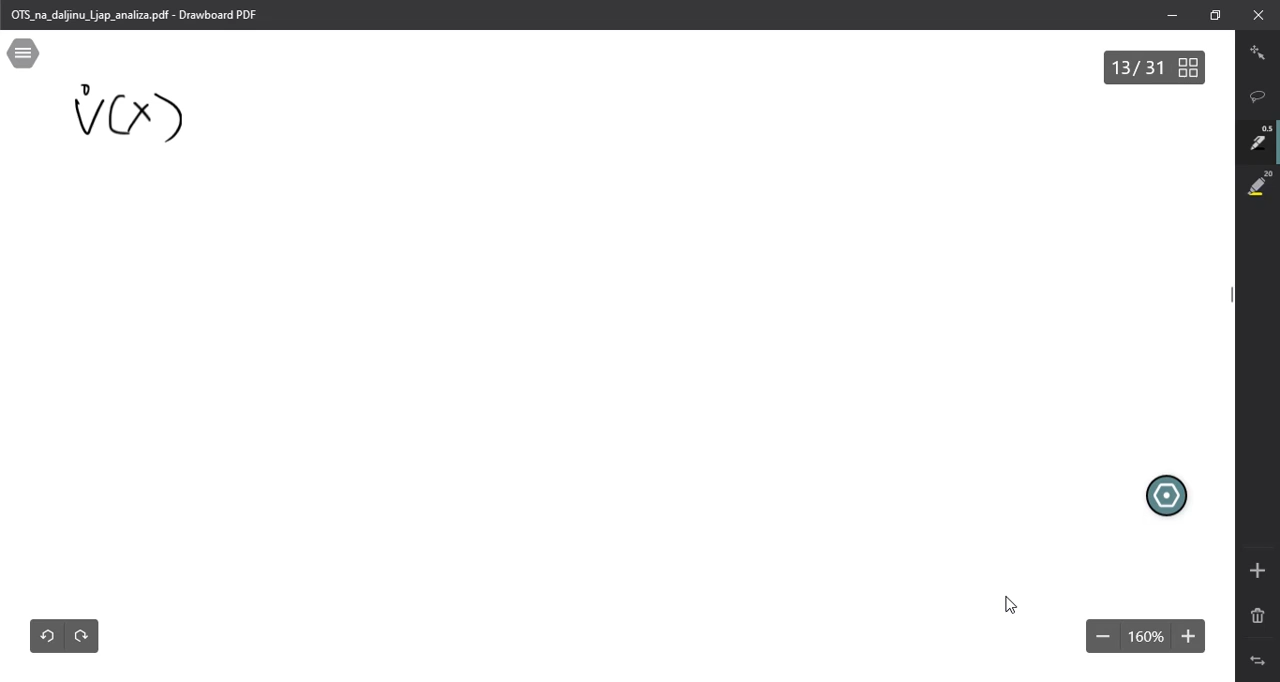 OTS_na_daljinu_Ljap_analiza.pdf - Drawboard PDF
13 / 31
V̊(x)
0.5
20
160%